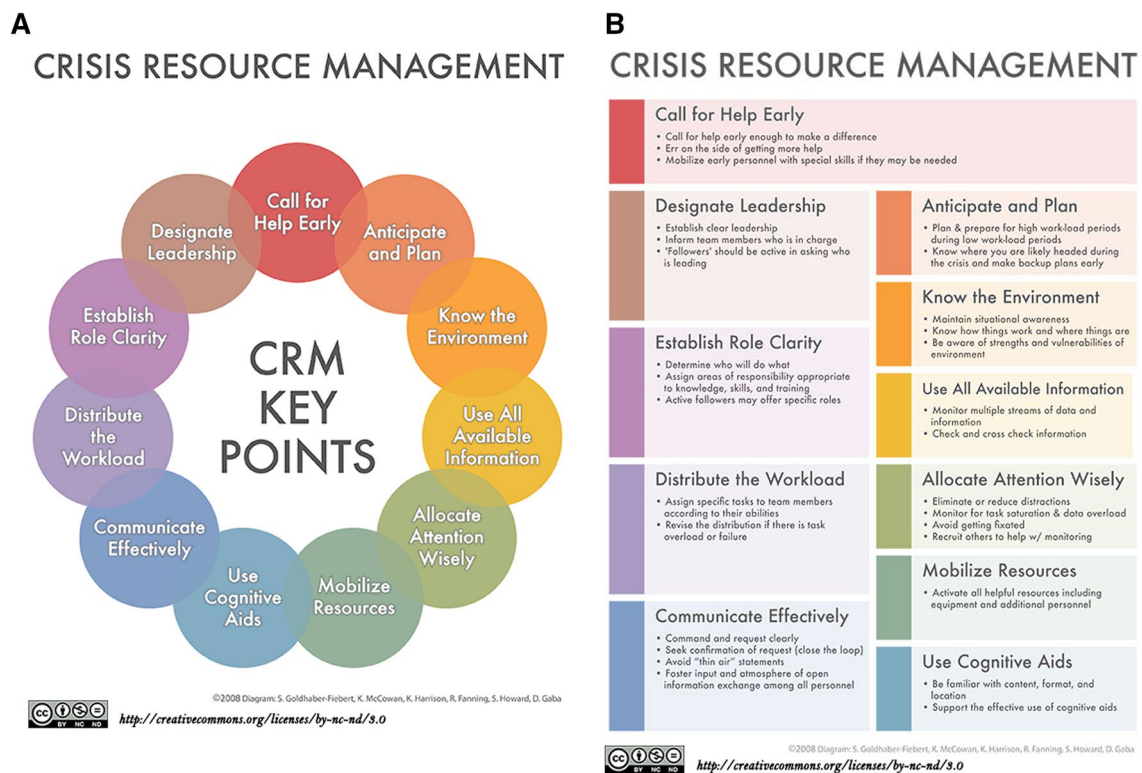 A
CRISIS RESOURCE MANAGEMENT
Call for
Help Early
Anticipate
and Plan
Know the
Environment
Use All
Available
Information
Allocate
Attention
Wisely
Mobilize
Resources
Use
Cognitive
Aids
Communicate
Effectively
Distribute
the
Workload
Establish
Role Clarity
Designate
Leadership
CRM
KEY
POINTS
©2008 Diagram: S. Goldhaber-Fiebert, K. McCowan, K. Harrison, R. Fanning, S. Howard, D. Gaba
cc BY NC ND
http://creativecommons.org/licenses/by-nc-nd/3.0
B
CRISIS RESOURCE MANAGEMENT
Call for Help Early
• Call for help early enough to make a difference
• Err on the side of getting more help
• Mobilize early personnel with special skills if they may be needed
Designate Leadership
• Establish clear leadership
• Inform team members who is in charge
• 'Followers' should be active in asking who
is leading
Establish Role Clarity
• Determine who will do what
• Assign areas of responsibility appropriate
to knowledge, skills, and training
• Active followers may offer specific roles
Distribute the Workload
• Assign specific tasks to team members
according to their abilities
• Revise the distribution if there is task
overload or failure
Communicate Effectively
• Command and request clearly
• Seek confirmation of request (close the loop)
• Avoid “thin air” statements
• Foster input and atmosphere of open
information exchange among all personnel
Anticipate and Plan
• Plan & prepare for high work-load periods
during low work-load periods
• Know where you are likely headed during
the crisis and make backup plans early
Know the Environment
• Maintain situational awareness
• Know how things work and where things are
• Be aware of strengths and vulnerabilities of
environment
Use All Available Information
• Monitor multiple streams of data and
information
• Check and cross check information
Allocate Attention Wisely
• Eliminate or reduce distractions
• Monitor for task saturation & data overload
• Avoid getting fixated
• Recruit others to help w/ monitoring
Mobilize Resources
• Activate all helpful resources including
equipment and additional personnel
Use Cognitive Aids
• Be familiar with content, format, and
location
• Support the effective use of cognitive aids
©2008 Diagram: S. Goldhaber-Fiebert, K. McCowan, K. Harrison, R. Fanning, S. Howard, D. Gaba
cc BY NC ND
http://creativecommons.org/licenses/by-nc-nd/3.0